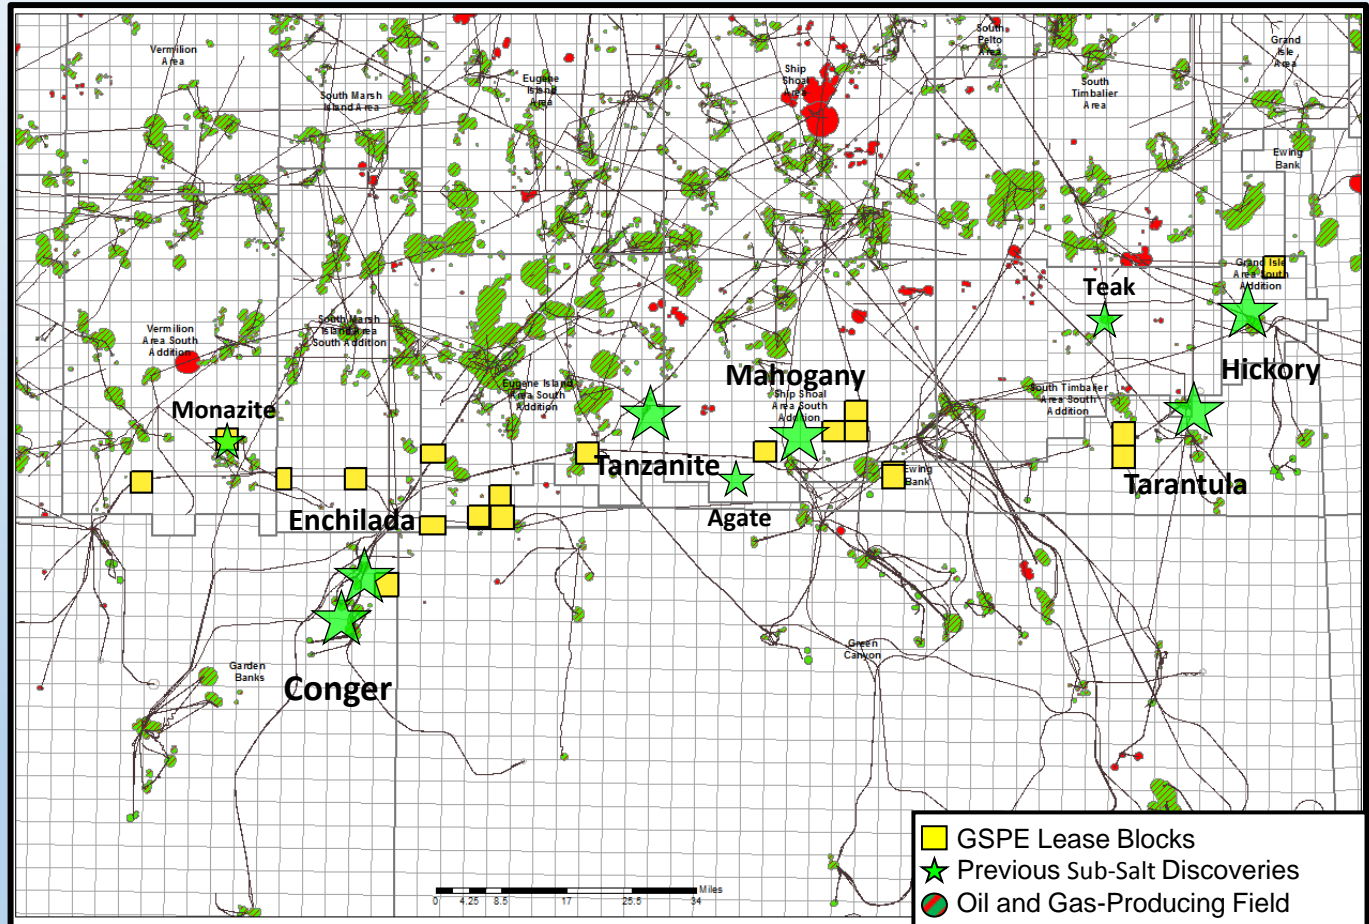 Vermilion
Area
South Marsh
Island Area
Eugene
Island
Area
Ship
Shoal
Area
South
Pelto
Area
South
Timbalier
Area
Grand
Isle
Area
Ewing
Bank
Grand Isle
Area South
Addition
Teak
Hickory
Vermilion
Area South
Addition
South Marsh
Island Area
South Addition
Eugene Island
Area South
Addition
Mahogany
Ship Shoal
Area South
Addition
South Timbalier
Area South
Addition
Monazite
Tanzanite
Ewing
Bank
Tarantula
Enchilada
Agate
Garden
Banks
Green
Canyon
Conger
Miles
0 4.25 8.5 17 25.5 34
GSPE Lease Blocks
Previous Sub-Salt Discoveries
Oil and Gas-Producing Field